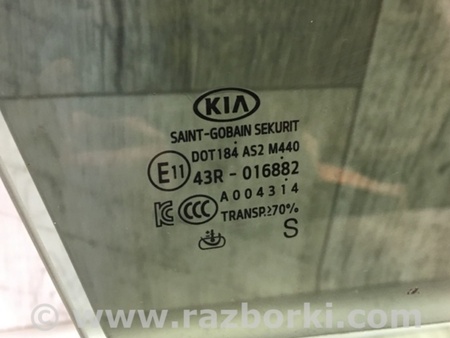 KIA
SAINT-GOBAIN SEKURIT
DOT184 AS2 M440
E11 43R - 016882
CCC A004314
TRANSP.≥70%
S
www.razborki.com